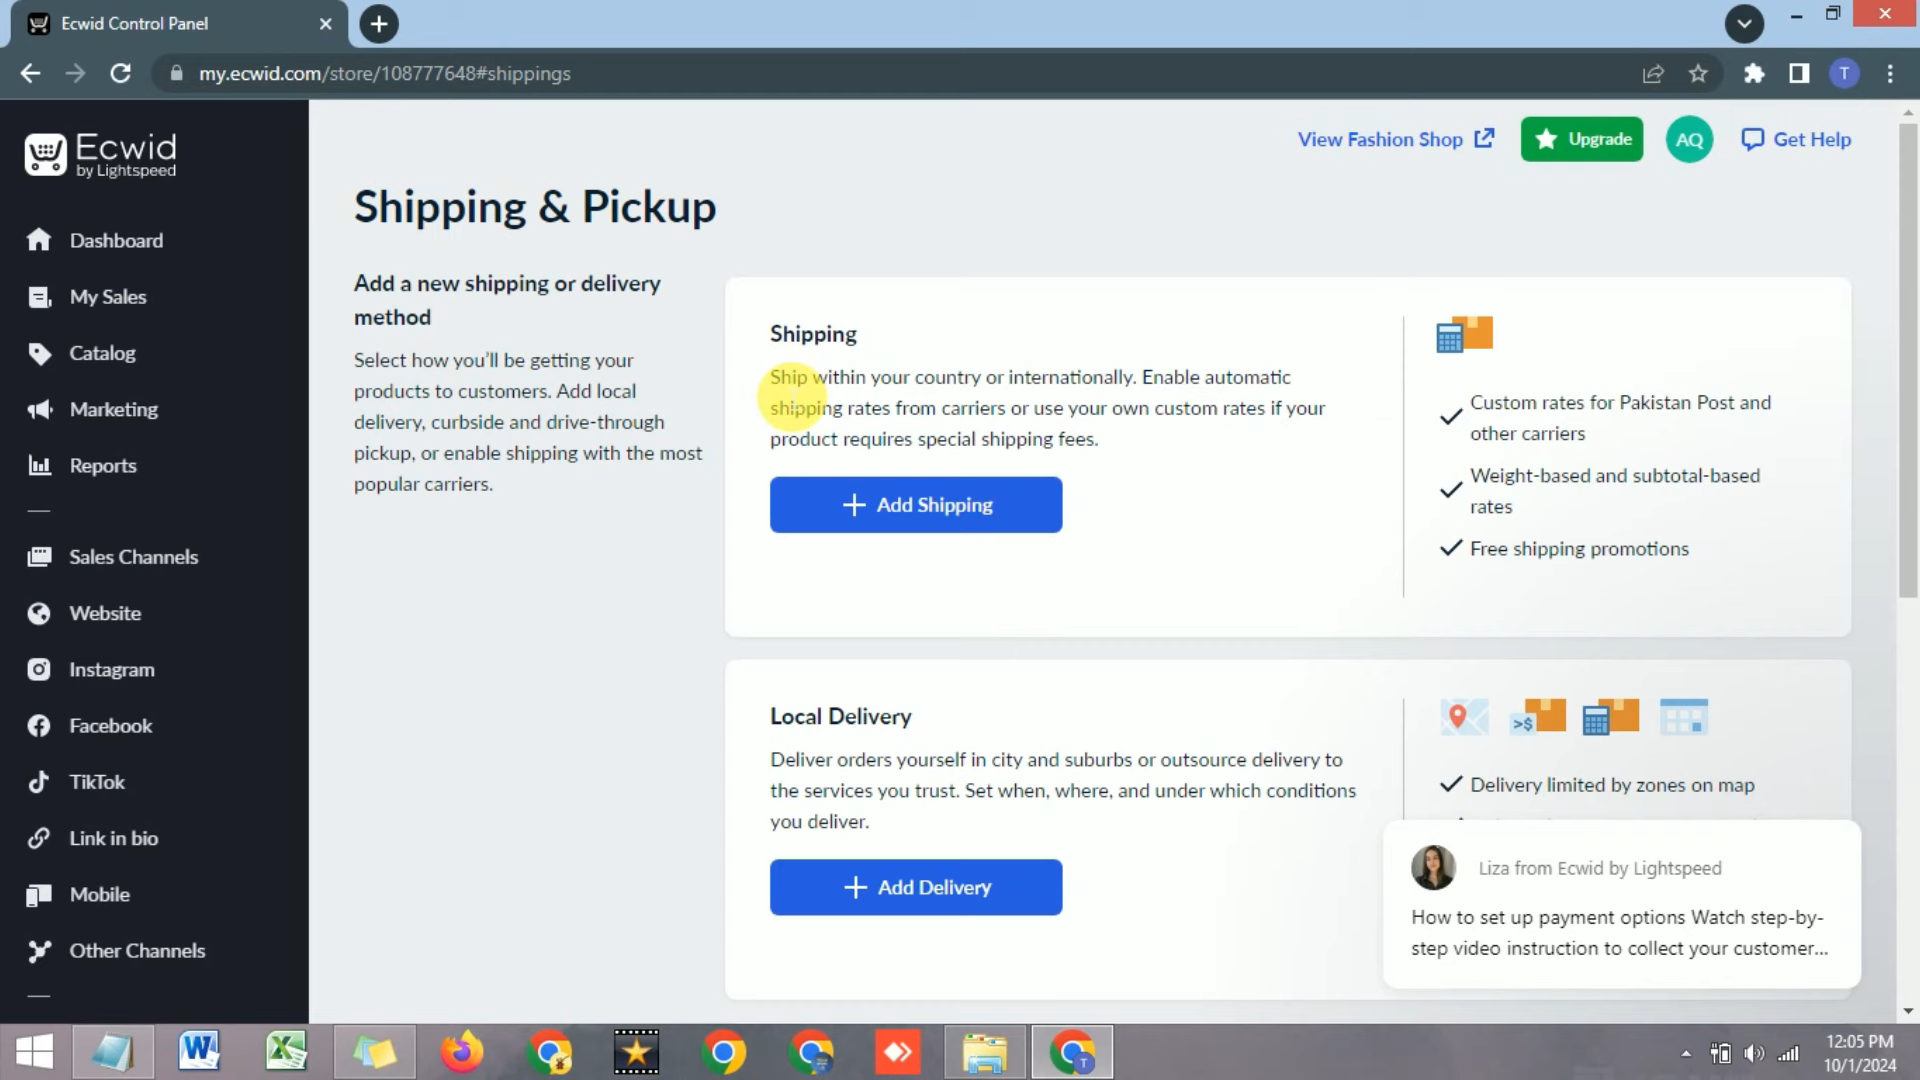 Ecwid Control Panel
my.ecwid.com/store/108777648#shippings
T
Ecwid
by Lightspeed
View Fashion Shop
Upgrade
AQ
Get Help
Dashboard
My Sales
Catalog
Marketing
Reports
Sales Channels
Website
Instagram
Facebook
TikTok
Link in bio
Mobile
Other Channels
Shipping & Pickup
Add a new shipping or delivery
method
Select how you'll be getting your
products to customers. Add local
delivery, curbside and drive-through
pickup, or enable shipping with the most
popular carriers.
Shipping
Ship within your country or internationally. Enable automatic
shipping rates from carriers or use your own custom rates if your
product requires special shipping fees.
Add Shipping
Custom rates for Pakistan Post and
other carriers
Weight-based and subtotal-based
rates
Free shipping promotions
Local Delivery
Deliver orders yourself in city and suburbs or outsource delivery to
the services you trust. Set when, where, and under which conditions
you deliver.
Add Delivery
>$
Delivery limited by zones on map
Liza from Ecwid by Lightspeed
How to set up payment options Watch step-by-
step video instruction to collect your customer...
12:05 PM
10/1/2024